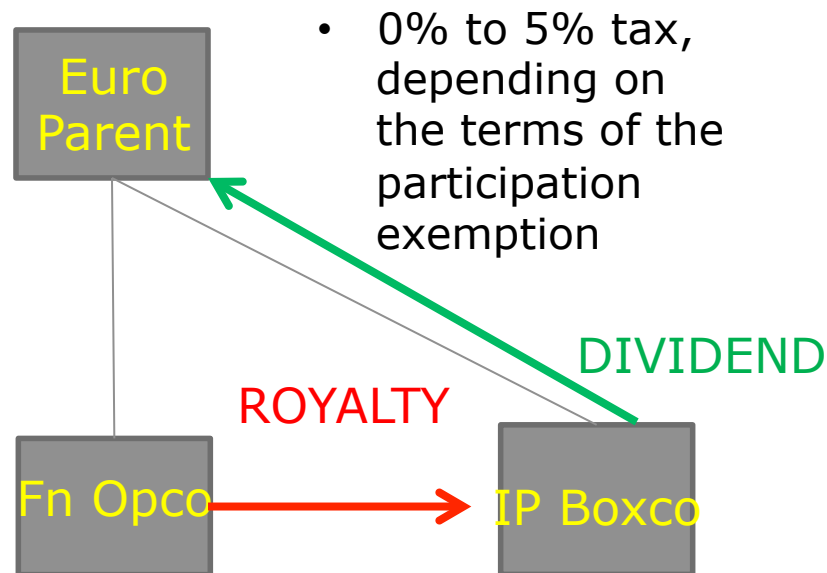 • 0% to 5% tax,
depending on
the terms of the
participation
exemption
Euro
Parent
DIVIDEND
ROYALTY
Fn Opco
IP Boxco